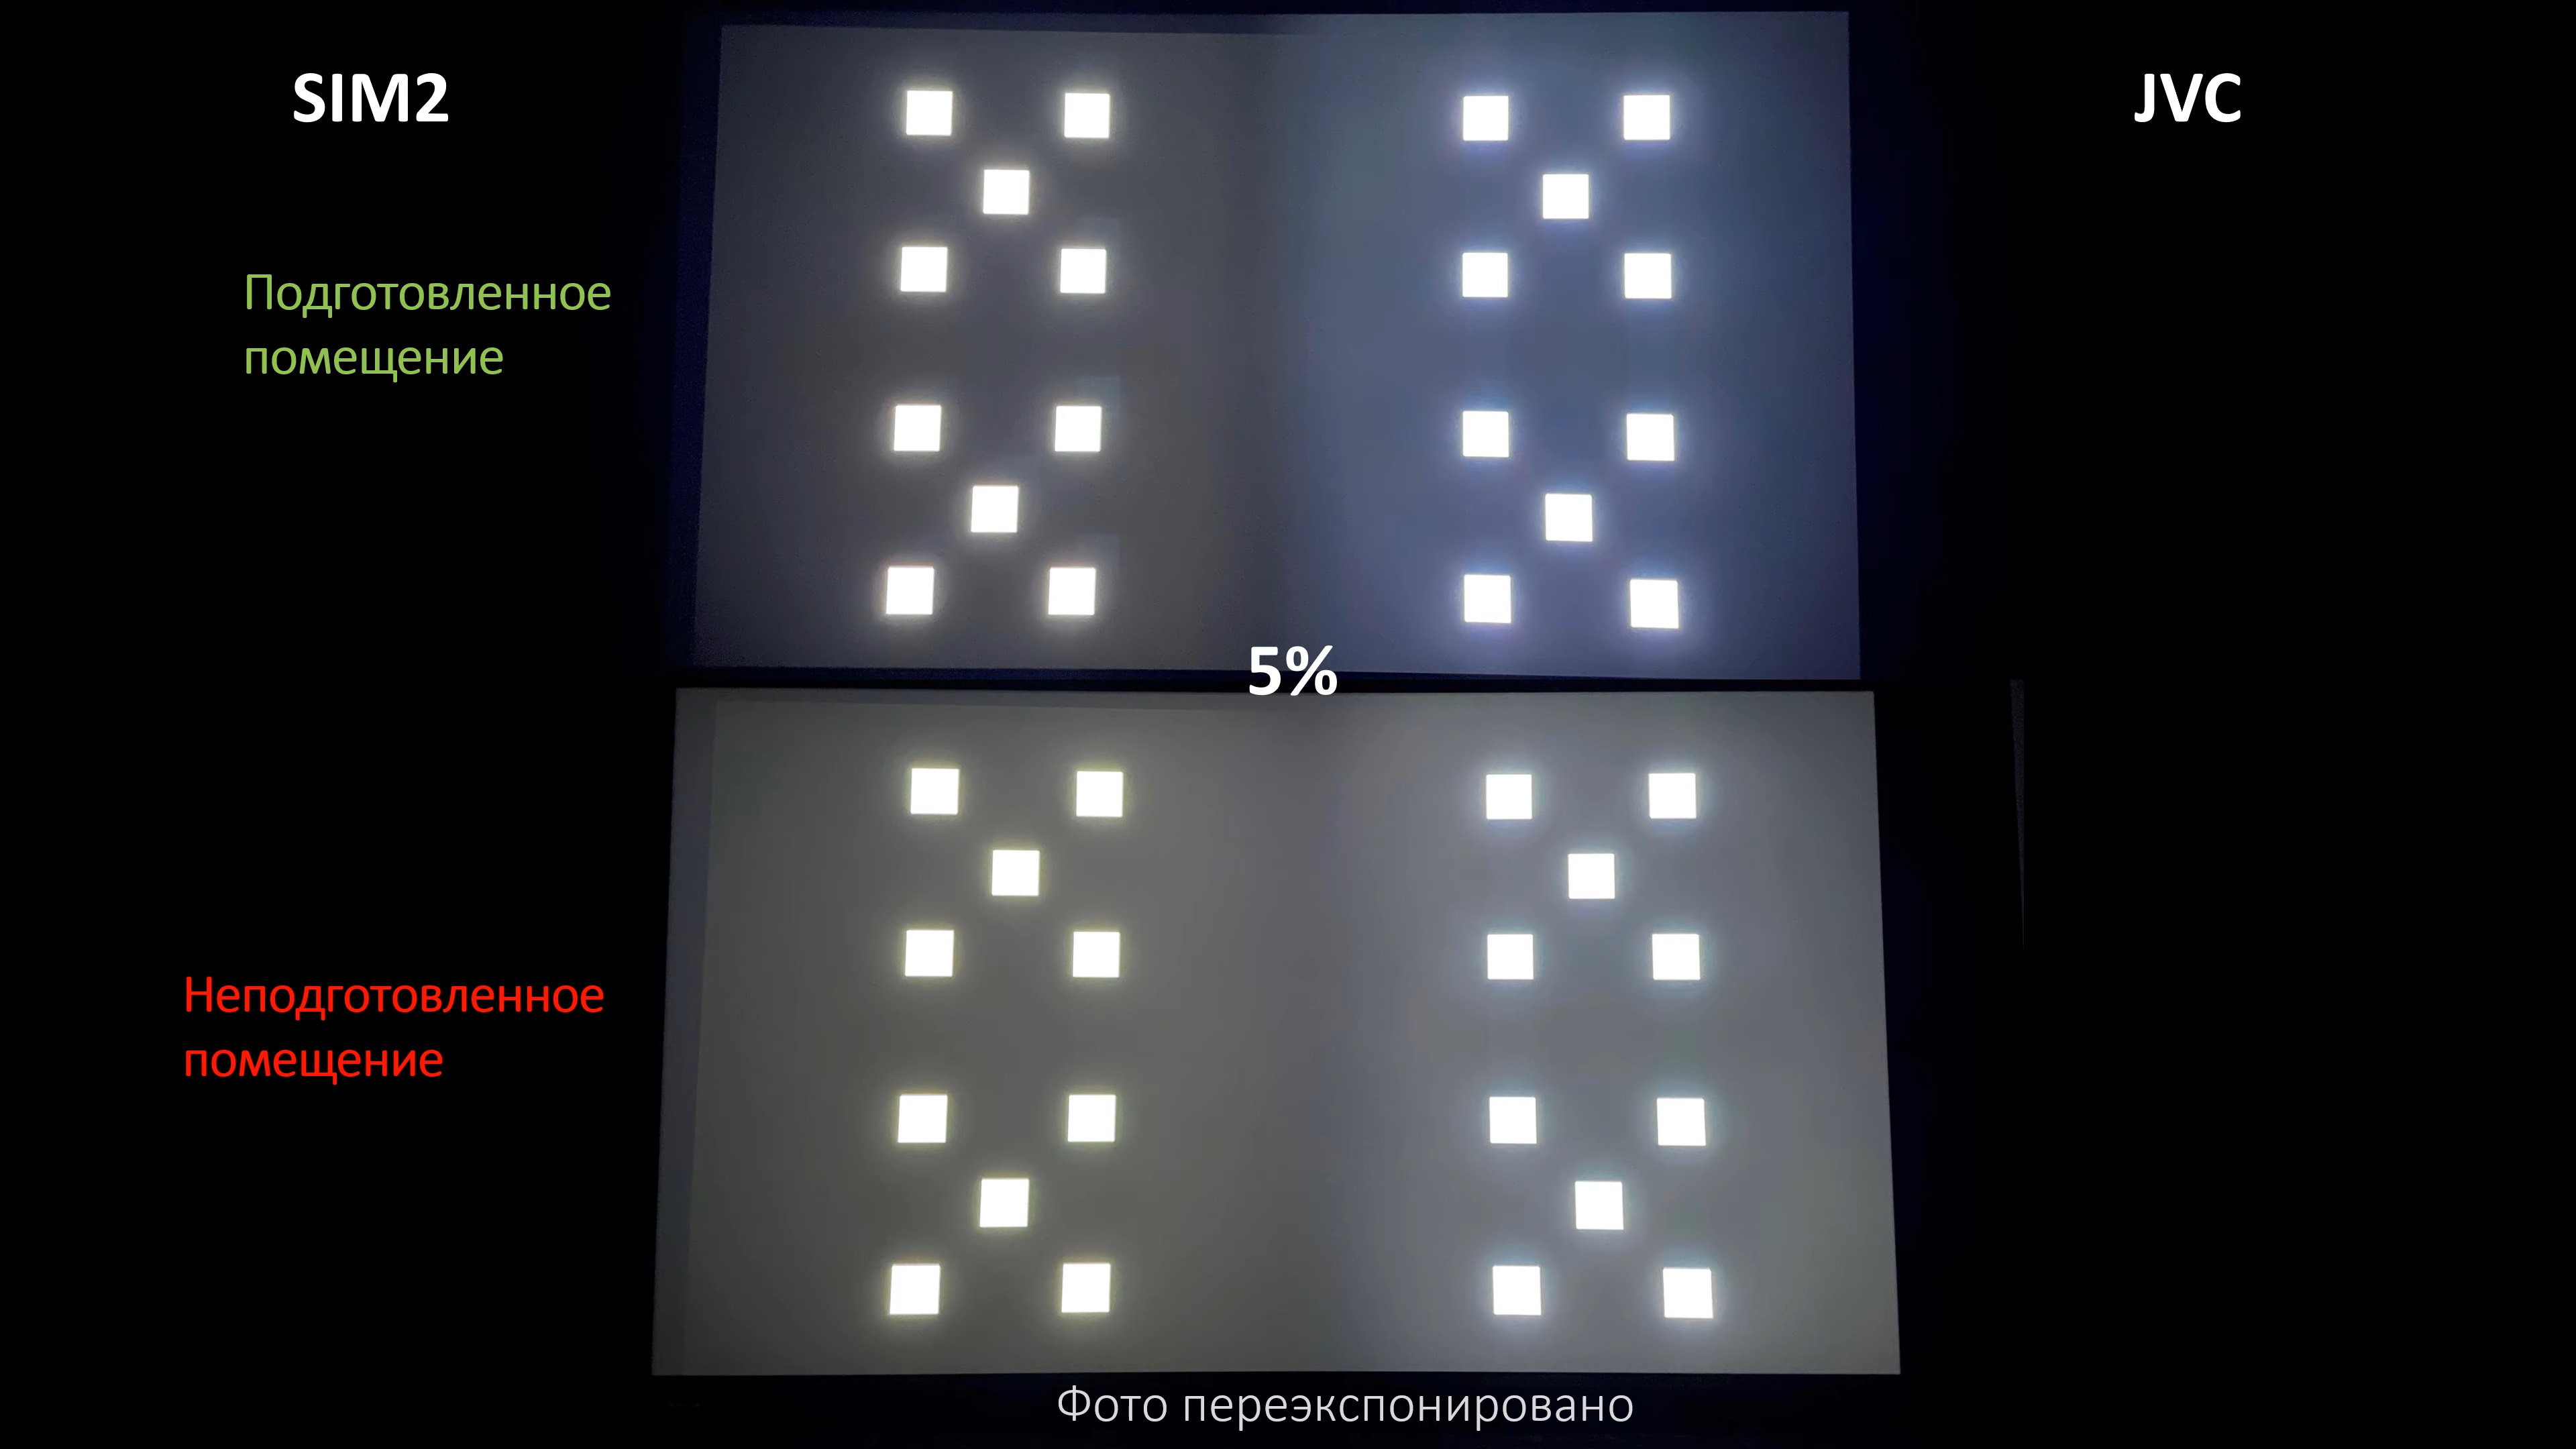 SIM2
JVC
Подготовленное
помещение
5%
Неподготовленное
помещение
Фото переэкспонировано